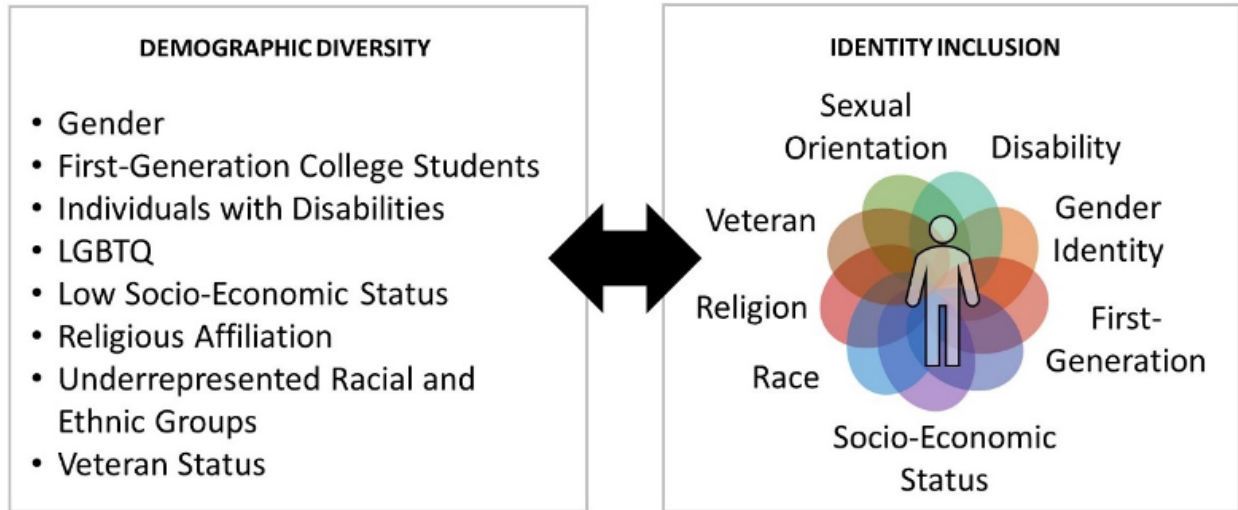 DEMOGRAPHIC DIVERSITY
• Gender
• First-Generation College Students
• Individuals with Disabilities
• LGBTQ
• Low Socio-Economic Status
• Religious Affiliation
• Underrepresented Racial and
Ethnic Groups
• Veteran Status
IDENTITY INCLUSION
Sexual
Orientation
Disability
Veteran
Gender
Identity
Religion
First-
Generation
Race
Socio-Economic
Status